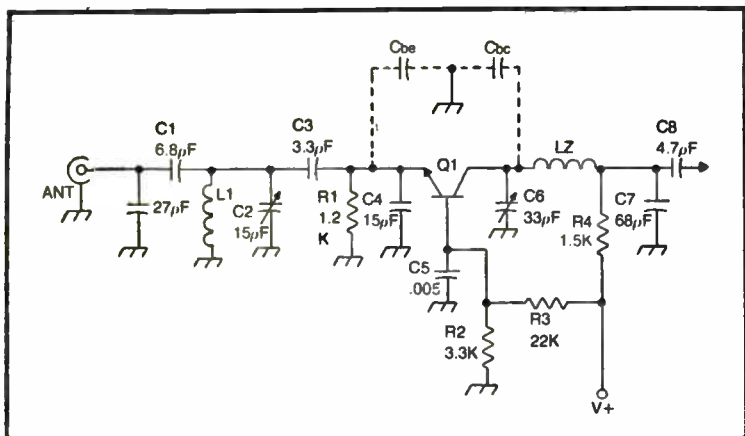 Cbe
Cbc
C1
6.8pF
C3
3.3pF
Q1
LZ
C8
4.7pF
ANT
27pF
L1
C2
15pF
R1
1.2
K
C4
15pF
C6
33pF
R4
1.5K
C7
68pF
C5
.005
R2
3.3K
R3
22K
V+